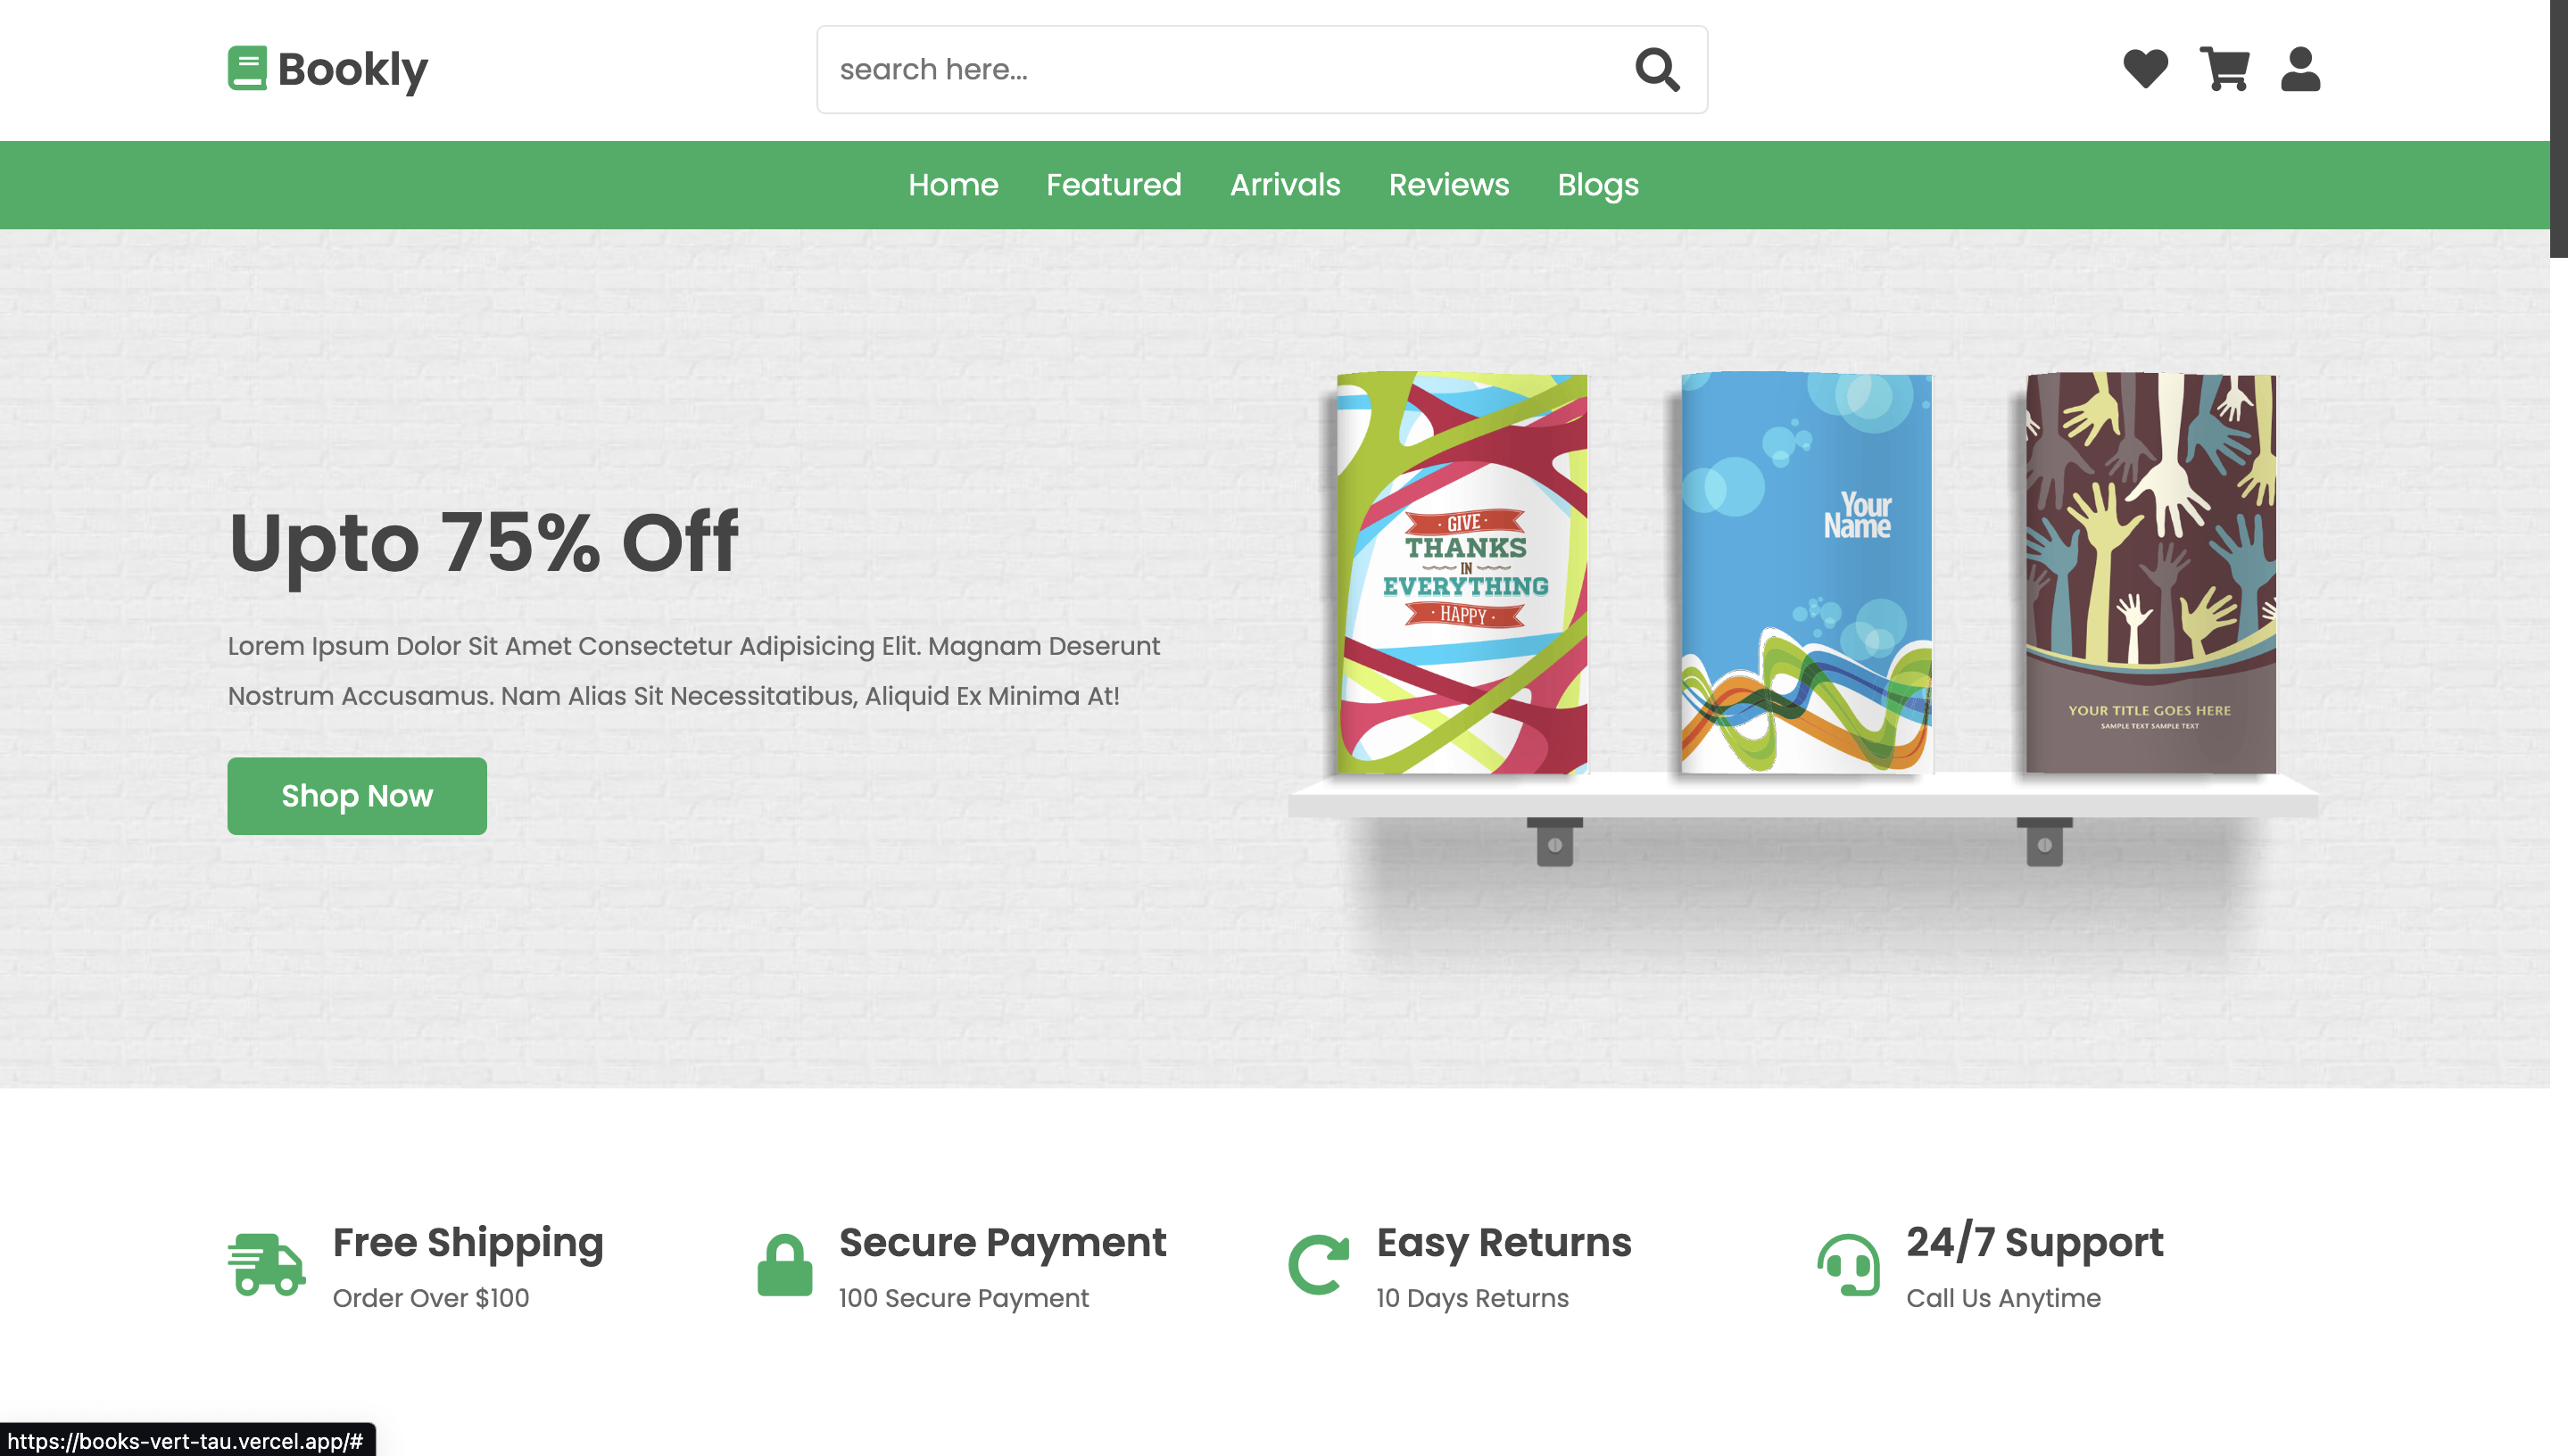 Bookly
search here...
Home Featured Arrivals Reviews Blogs
Upto 75% Off
Lorem Ipsum Dolor Sit Amet Consectetur Adipisicing Elit. Magnam Deserunt
Nostrum Accusamus. Nam Alias Sit Necessitatibus, Aliquid Ex Minima At!
Shop Now
· GIVE ·
THANKS
IN
EVERYTHING
· HAPPY ·
Your
Name
YOUR TITLE GOES HERE
SAMPLE TEXT SAMPLE TEXT
Free Shipping
Order Over $100
Secure Payment
100 Secure Payment
Easy Returns
10 Days Returns
24/7 Support
Call Us Anytime
https://books-vert-tau.vercel.app/#